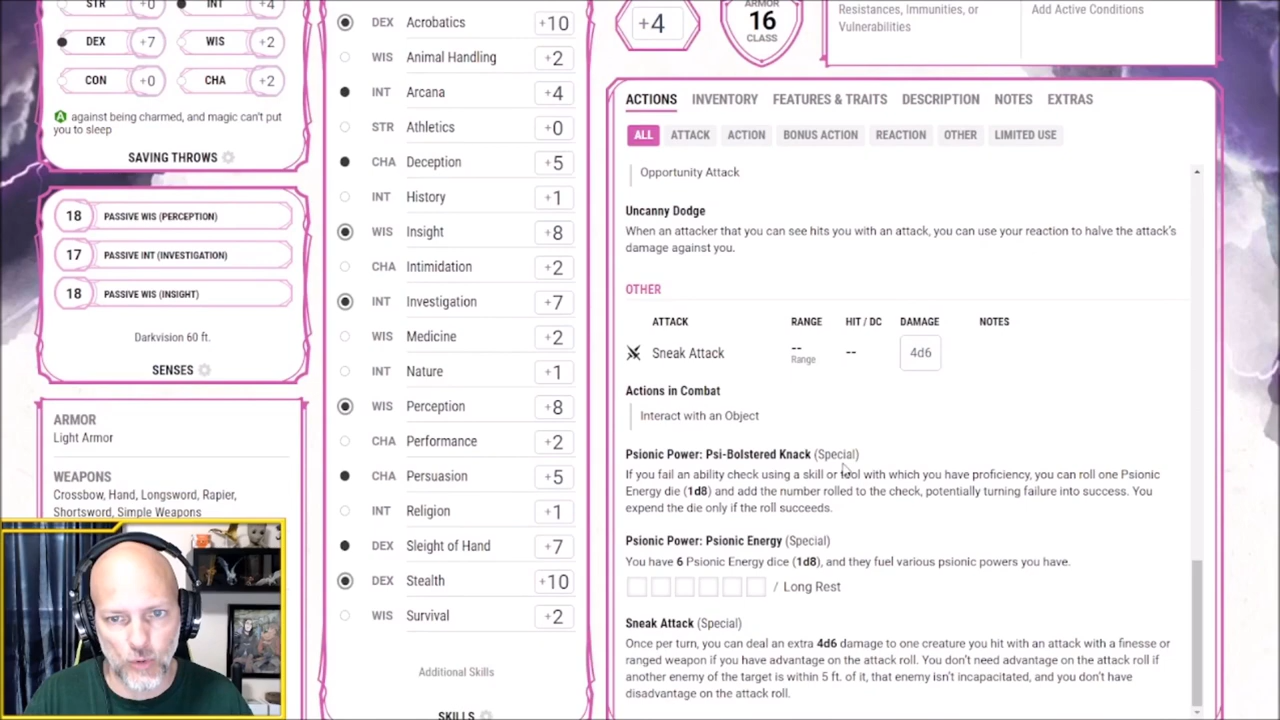 STR +0 INT +4
DEX +7 WIS +2
CON +0 CHA +2
A against being charmed, and magic can't put
you to sleep
SAVING THROWS
18 PASSIVE WIS (PERCEPTION)
17 PASSIVE INT (INVESTIGATION)
18 PASSIVE WIS (INSIGHT)
Darkvision 60 ft.
SENSES
ARMOR
Light Armor
WEAPONS
Crossbow, Hand, Longsword, Rapier,
Shortsword, Simple Weapons
DEX Acrobatics +10
WIS Animal Handling +2
INT Arcana +4
STR Athletics +0
CHA Deception +5
INT History +1
WIS Insight +8
CHA Intimidation +2
INT Investigation +7
WIS Medicine +2
INT Nature +1
WIS Perception +8
CHA Performance +2
CHA Persuasion +5
INT Religion +1
DEX Sleight of Hand +7
DEX Stealth +10
WIS Survival +2
Additional Skills
SKILLS
+4
ARMOR
16
CLASS
Resistances, Immunities, or
Vulnerabilities
Add Active Conditions
ACTIONS INVENTORY FEATURES & TRAITS DESCRIPTION NOTES EXTRAS
ALL ATTACK ACTION BONUS ACTION REACTION OTHER LIMITED USE
Opportunity Attack
Uncanny Dodge
When an attacker that you can see hits you with an attack, you can use your reaction to halve the attack's
damage against you.
OTHER
ATTACK RANGE HIT / DC DAMAGE NOTES
Sneak Attack -- Range -- 4d6
Actions in Combat
Interact with an Object
Psionic Power: Psi-Bolstered Knack (Special)
If you fail an ability check using a skill or tool with which you have proficiency, you can roll one Psionic
Energy die (1d8) and add the number rolled to the check, potentially turning failure into success. You
expend the die only if the roll succeeds.
Psionic Power: Psionic Energy (Special)
You have 6 Psionic Energy dice (1d8), and they fuel various psionic powers you have.
/ Long Rest
Sneak Attack (Special)
Once per turn, you can deal an extra 4d6 damage to one creature you hit with an attack with a finesse or
ranged weapon if you have advantage on the attack roll. You don't need advantage on the attack roll if
another enemy of the target is within 5 ft. of it, that enemy isn't incapacitated, and you don't have
disadvantage on the attack roll.